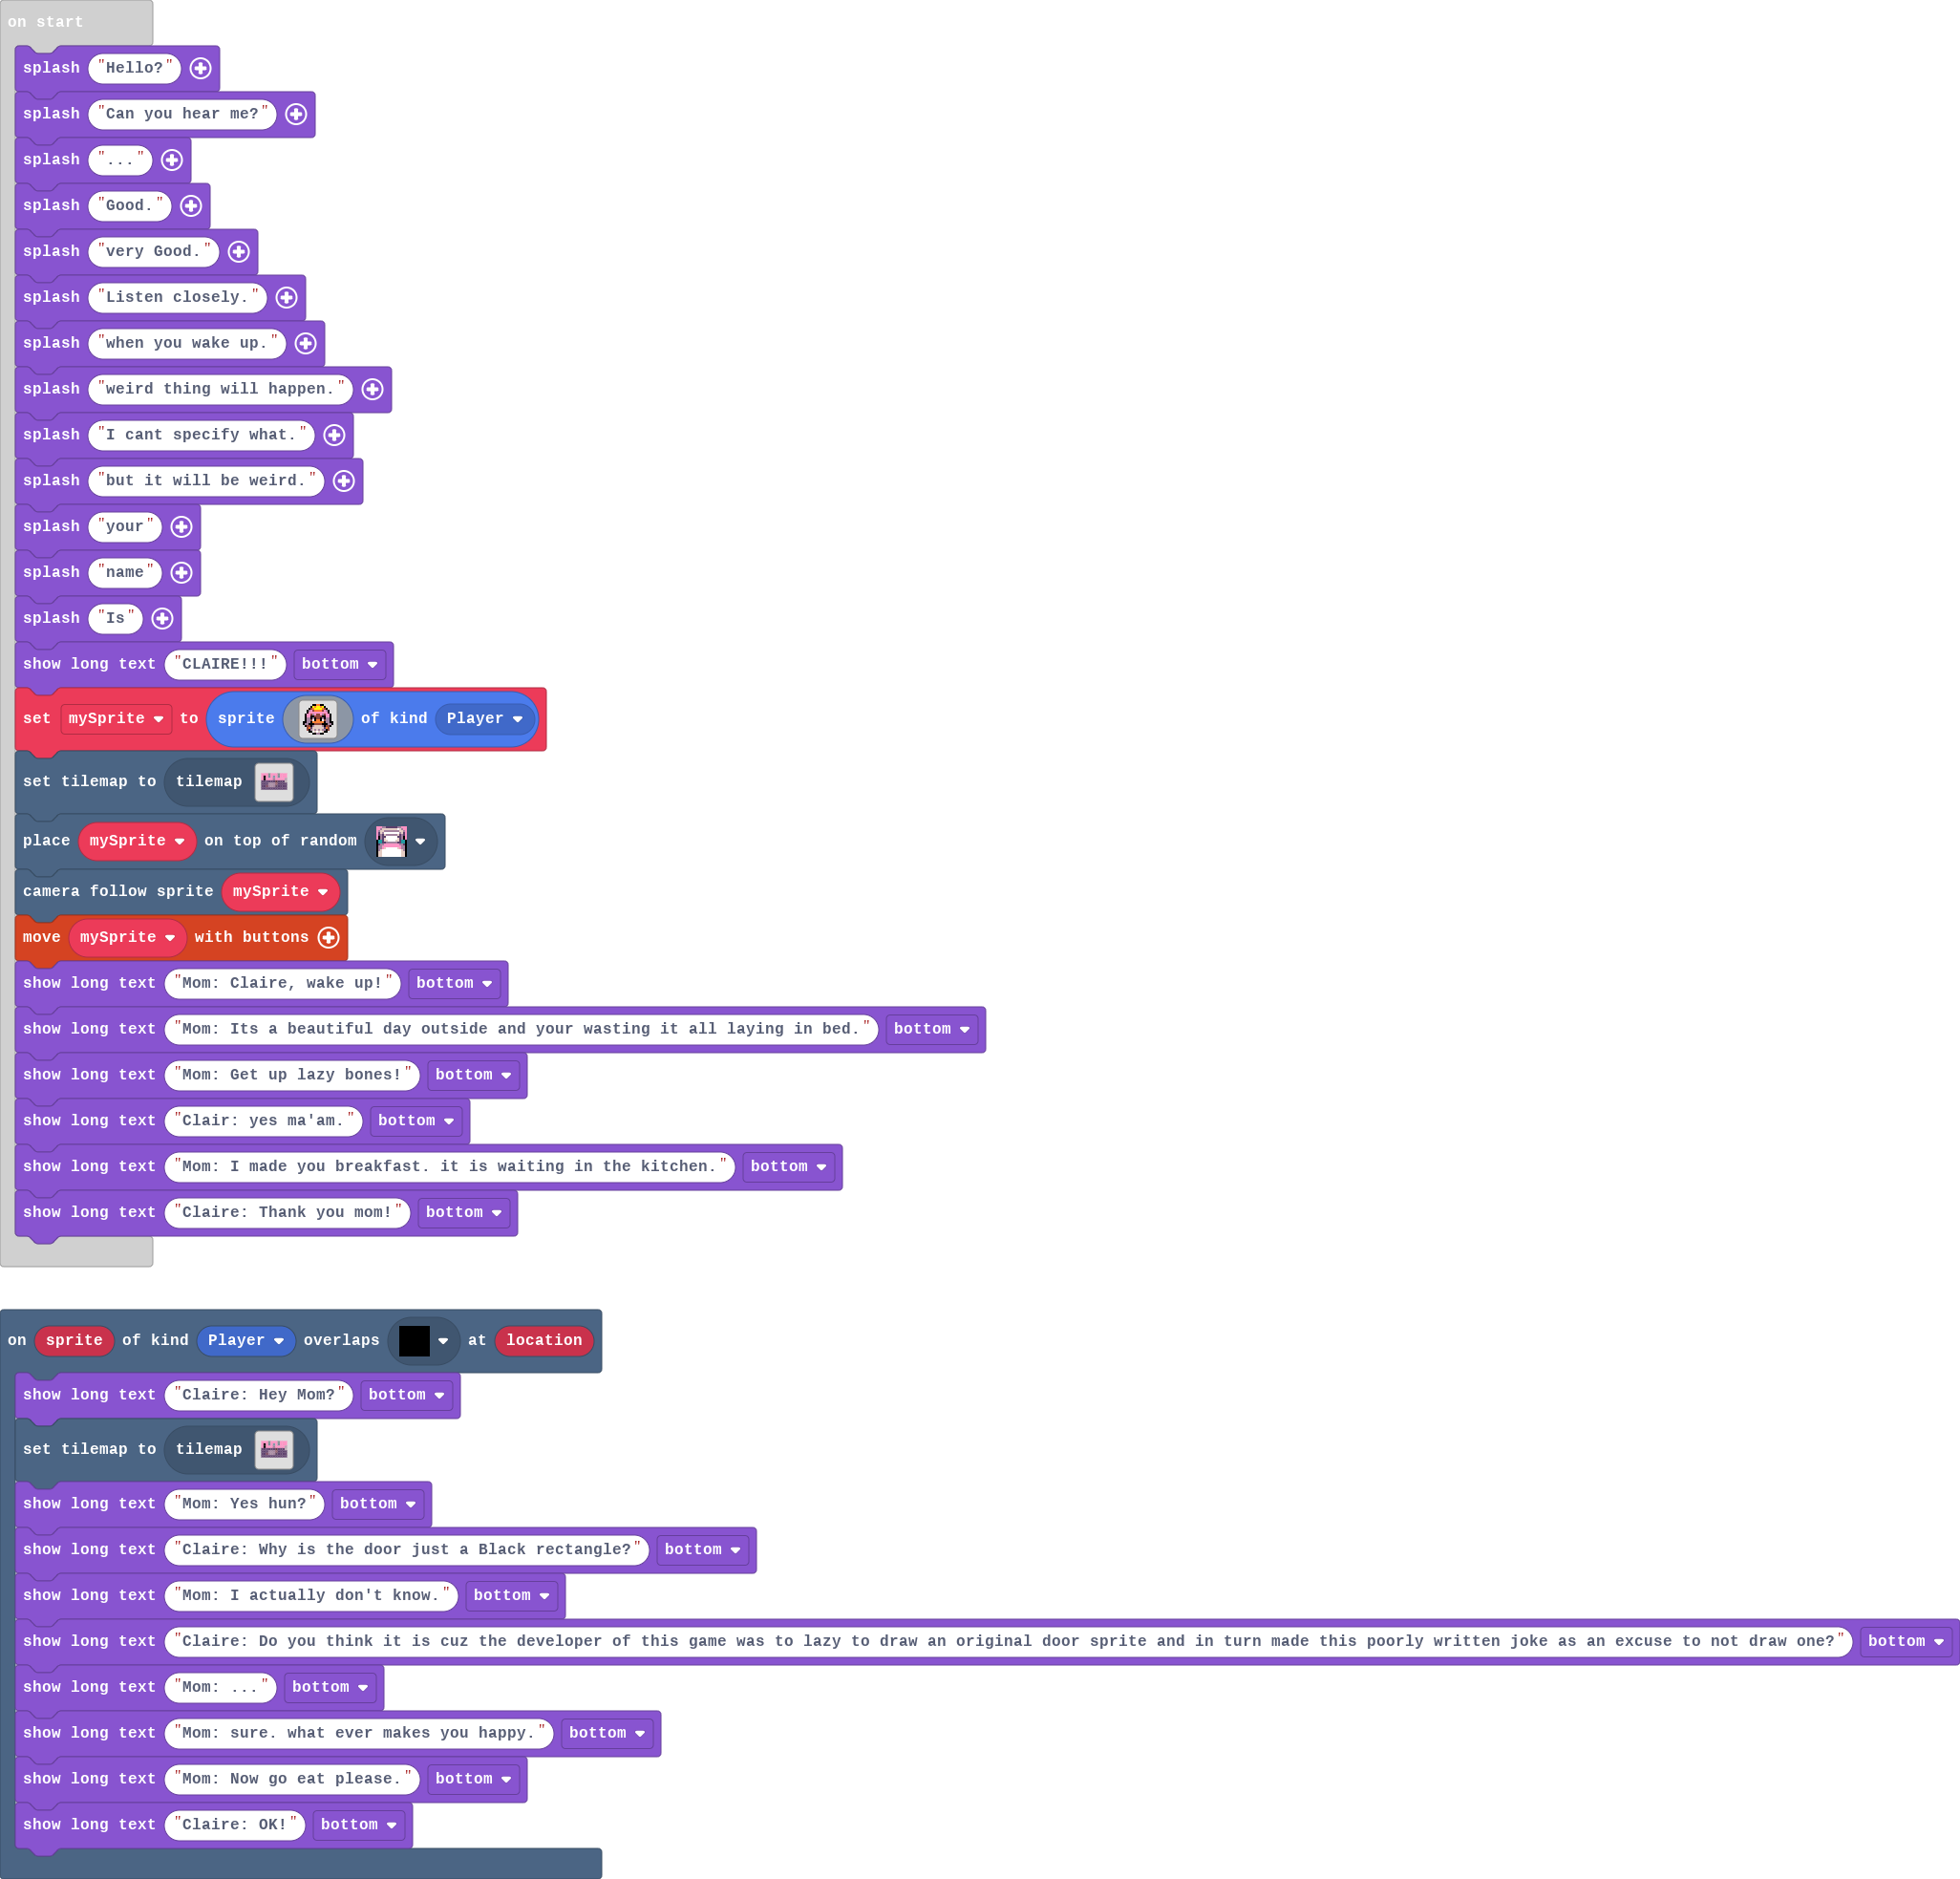 on start
splash "Hello?"
splash "Can you hear me?"
splash "..."
splash "Good."
splash "very Good."
splash "Listen closely."
splash "when you wake up."
splash "weird thing will happen."
splash "I cant specify what."
splash "but it will be weird."
splash "your"
splash "name"
splash "Is"
show long text "CLAIRE!!!" bottom
set mySprite to sprite of kind Player
set tilemap to tilemap
place mySprite on top of random
camera follow sprite mySprite
move mySprite with buttons
show long text "Mom: Claire, wake up!" bottom
show long text "Mom: Its a beautiful day outside and your wasting it all laying in bed." bottom
show long text "Mom: Get up lazy bones!" bottom
show long text "Clair: yes ma'am." bottom
show long text "Mom: I made you breakfast. it is waiting in the kitchen." bottom
show long text "Claire: Thank you mom!" bottom
on sprite of kind Player overlaps at location
show long text "Claire: Hey Mom?" bottom
set tilemap to tilemap
show long text "Mom: Yes hun?" bottom
show long text "Claire: Why is the door just a Black rectangle?" bottom
show long text "Mom: I actually don't know." bottom
show long text "Claire: Do you think it is cuz the developer of this game was to lazy to draw an original door sprite and in turn made this poorly written joke as an excuse to not draw one?" bottom
show long text "Mom: ..." bottom
show long text "Mom: sure. what ever makes you happy." bottom
show long text "Mom: Now go eat please." bottom
show long text "Claire: OK!" bottom